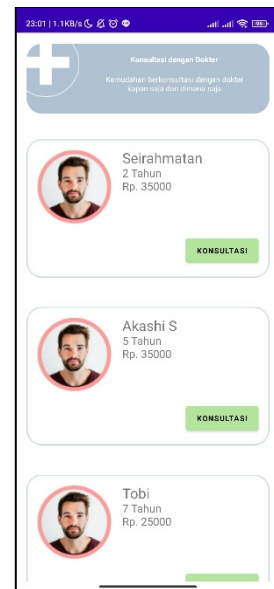 23:01 | 1.1KB/s
Konsultasi dengan Dokter
Kemudahan berkonsultasi dengan dokter
kapan saja dan dimana saja
Seirahmatan
2 Tahun
Rp. 35000
KONSULTASI
Akashi S
5 Tahun
Rp. 35000
KONSULTASI
Tobi
7 Tahun
Rp. 25000